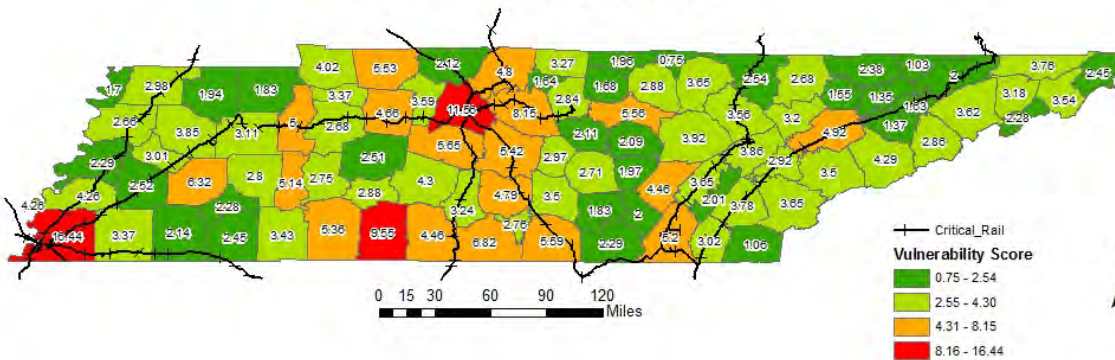 4.02 5.53 2.12 4.8 3.27 1.96 0.75 2.54 2.68 2.38 1.03 2 3.76 2.45
1.7 2.98 1.94 1.83 3.37 4.66 3.59 11.56 1.64 8.15 2.84 1.68 2.88 3.65 1.55 1.35 1.63 3.18 3.54
2.66 3.85 3.11 5 2.68 5.56 3.56 3.2 4.92 1.37 3.62 2.28
2.29 3.01 2.51 5.65 5.42 2.11 2.09 3.92 3.86 2.92 4.29 2.86
2.52 6.32 2.8 5.14 2.75 2.88 4.3 2.97 2.71 1.97 4.46 3.65 3.5
4.26 4.26 2.28 3.24 4.79 3.5 1.83 2 2.01 3.78 3.65
16.44 3.37 2.14 2.45 3.43 5.36 9.55 4.46 6.82 2.76 5.59 2.29 5.2 3.02 1.06
Critical_Rail
Vulnerability Score
0.75 - 2.54
2.55 - 4.30
4.31 - 8.15
8.16 - 16.44
0 15 30 60 90 120
Miles